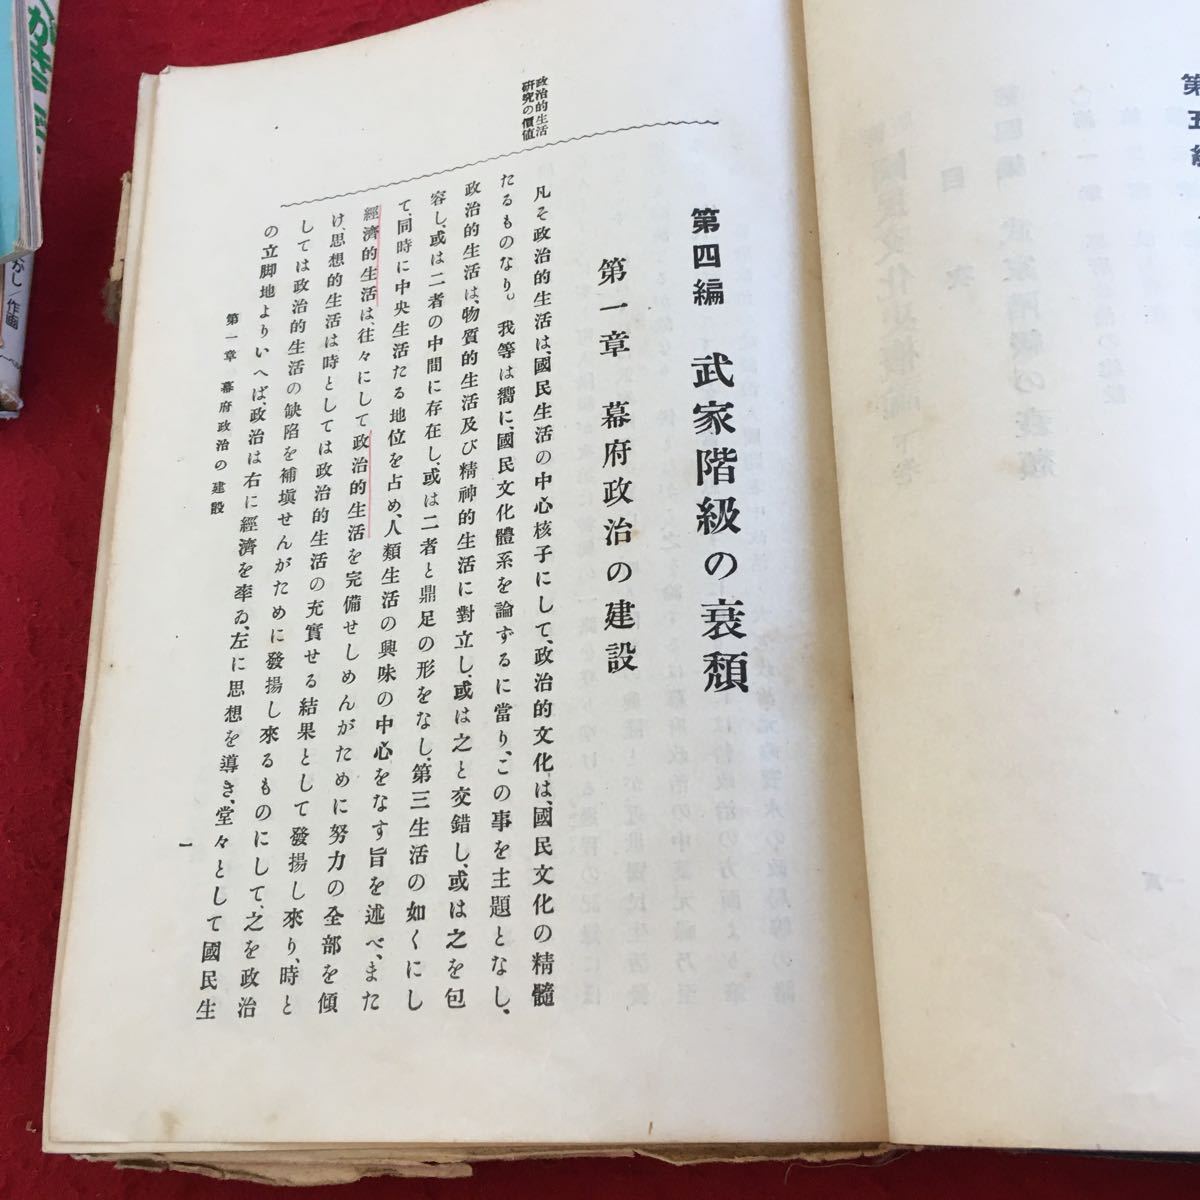 政治的生活
研究の價値
第四編　武家階級の衰頽
第一章　幕府政治の建設
凡そ政治的生活は、國民生活の中心核子にして、政治的文化は、國民文化の精髓
たるものなり。我等は嚮に、國民文化體系を論ずるに當り、この事を主題となし、
政治的生活は、物質的生活及び精神的生活に對立し、或は之と交錯し、或は之を包
容し、或は二者の中間に存在し、或は二者と鼎足の形をなし、第三生活の如くにし
て、同時に中央生活たる地位を占め、人類生活の興味の中心をなす旨を述べ、また
經濟的生活は、往々にして政治的生活を完備せしめんがために努力の全部を傾
け、思想的生活は時としては政治的生活の充實せる結果として發揚し來り、時と
しては政治的生活の缺陷を補塡せんがために發揚し來るものにして、之を政治
の立脚地よりいへば、政治は右に經濟を率ゐ、左に思想を導き、堂々として國民生
第一章　幕府政治の建設
一
第五
目次
作画